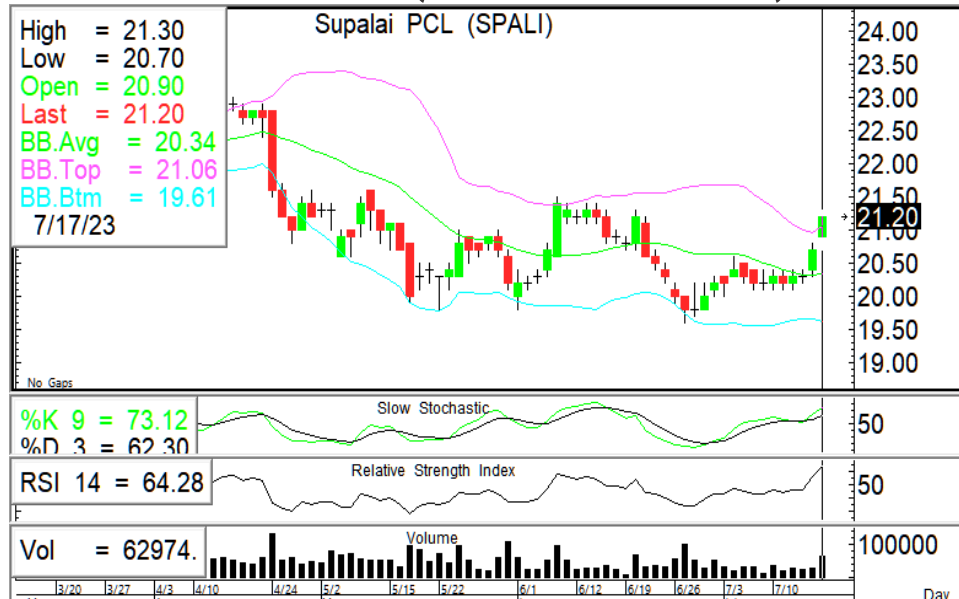 Supalai PCL (SPALI)
High = 21.30
Low = 20.70
Open = 20.90
Last = 21.20
BB.Avg = 20.34
BB.Top = 21.06
BB.Btm = 19.61
7/17/23
24.00
23.50
23.00
22.50
22.00
21.50
21.20
21.00
20.50
20.00
19.50
19.00
No Gaps
Slow Stochastic
%K 9 = 73.12
%D 3 = 62.30
50
Relative Strength Index
RSI 14 = 64.28
50
Volume
Vol = 62974.
100000
3/20 3/27 4/3 4/10 4/24 5/2 5/15 5/22 6/1 6/12 6/19 6/26 7/3 7/10
Day